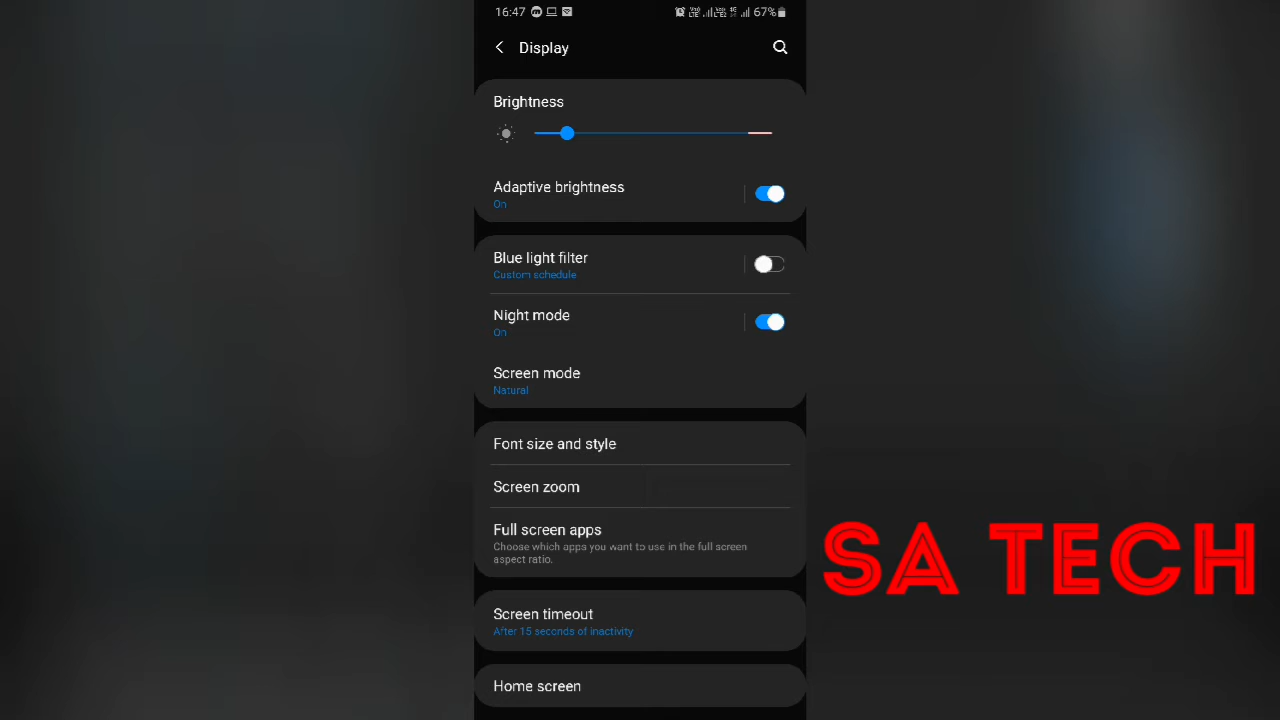 16:47
67%
Display
Brightness
Adaptive brightness
On
Blue light filter
Custom schedule
Night mode
On
Screen mode
Natural
Font size and style
Screen zoom
Full screen apps
Choose which apps you want to use in the full screen
aspect ratio.
SA TECH
Screen timeout
After 15 seconds of inactivity
Home screen